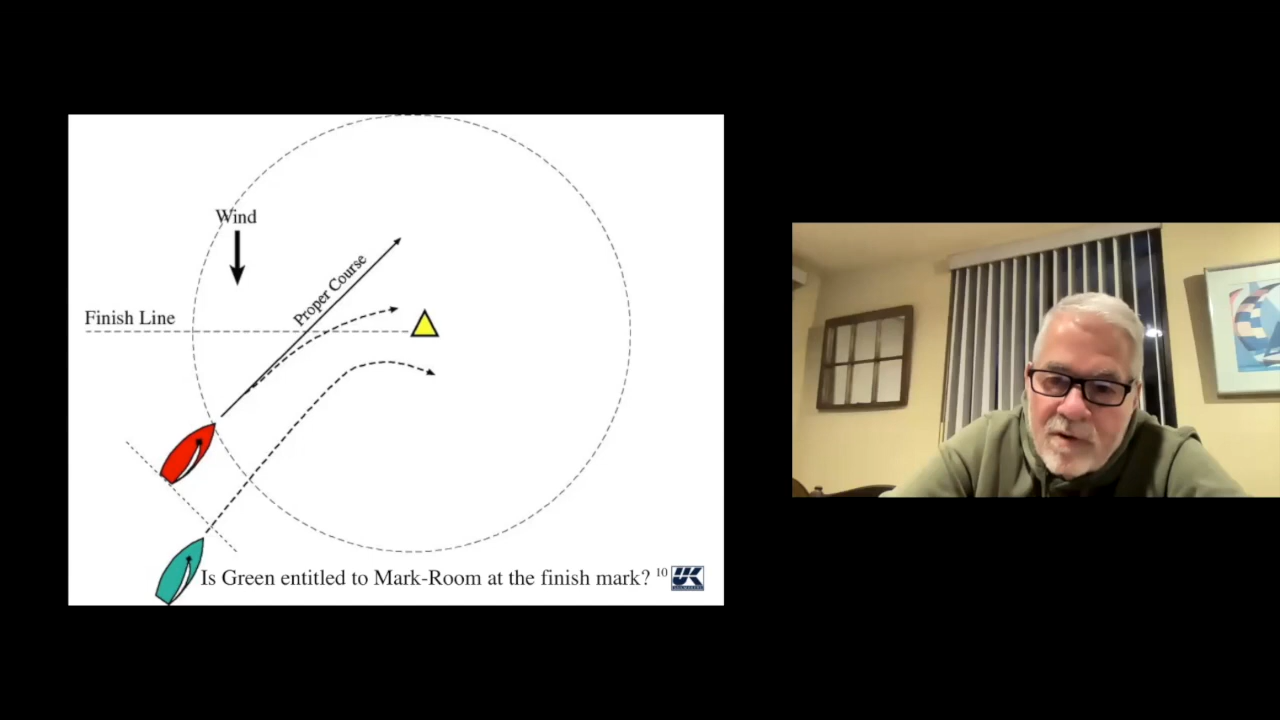 Wind
Proper Course
Finish Line
Is Green entitled to Mark-Room at the finish mark? 10
UK